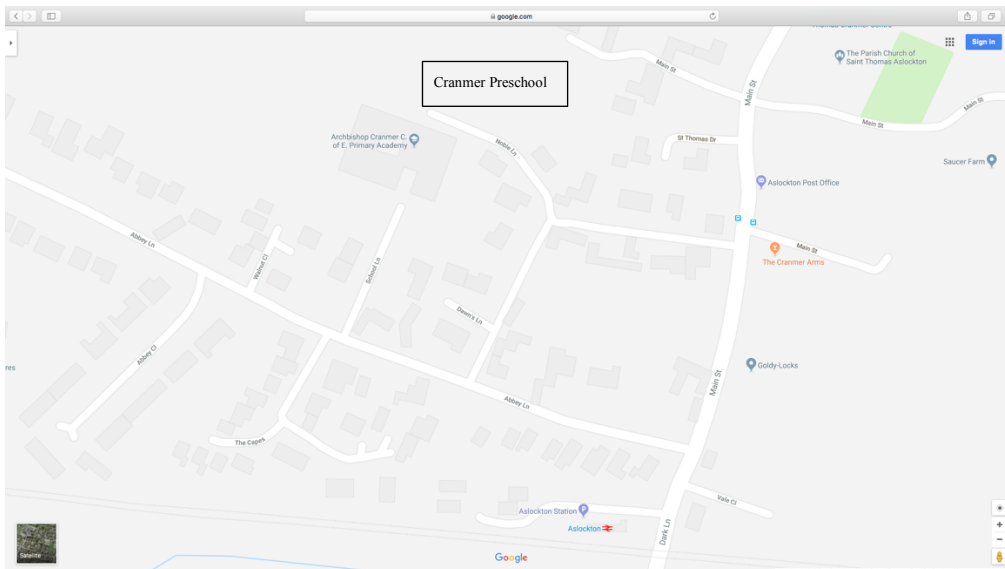 google.com
Sign in
Main St
The Parish Church of
Saint Thomas Aslockton
Main St
Cranmer Preschool
Main St
Main St
Archbishop Cranmer C.
of E. Primary Academy
Noble Ln
St Thomas Dr
Main St
Saucer Farm
Aslockton Post Office
Abbey Ln
Walnut Cl
School Ln
Main St
The Cranmer Arms
Dawn's Ln
Abbey Cl
res
Goldy-Locks
Main St
Abbey Ln
The Capes
Vale Cl
Aslockton Station
P
Aslockton
Dark Ln
Satellite
Google